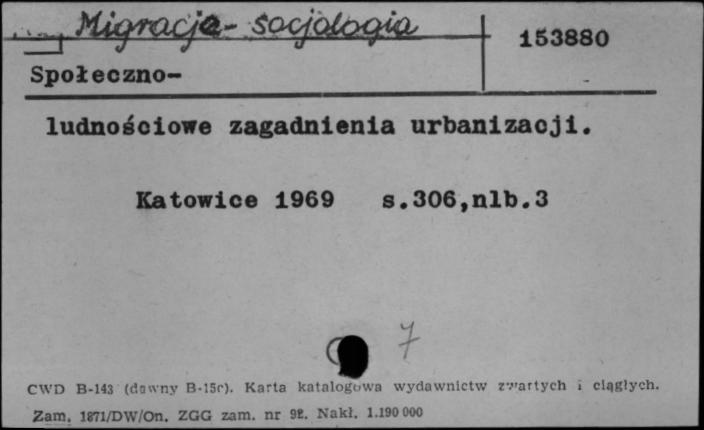 Migracje - socjologia
153880
Społeczno-
ludnościowe zagadnienia urbanizacji.
Katowice 1969 s.306,nlb.3
7
CWD B-143 (dawny B-15c). Karta katalogowa wydawnictw zwartych i ciągłych.
Zam. 1871/DW/On. ZGG zam. nr 92. Nakł. 1.190 000